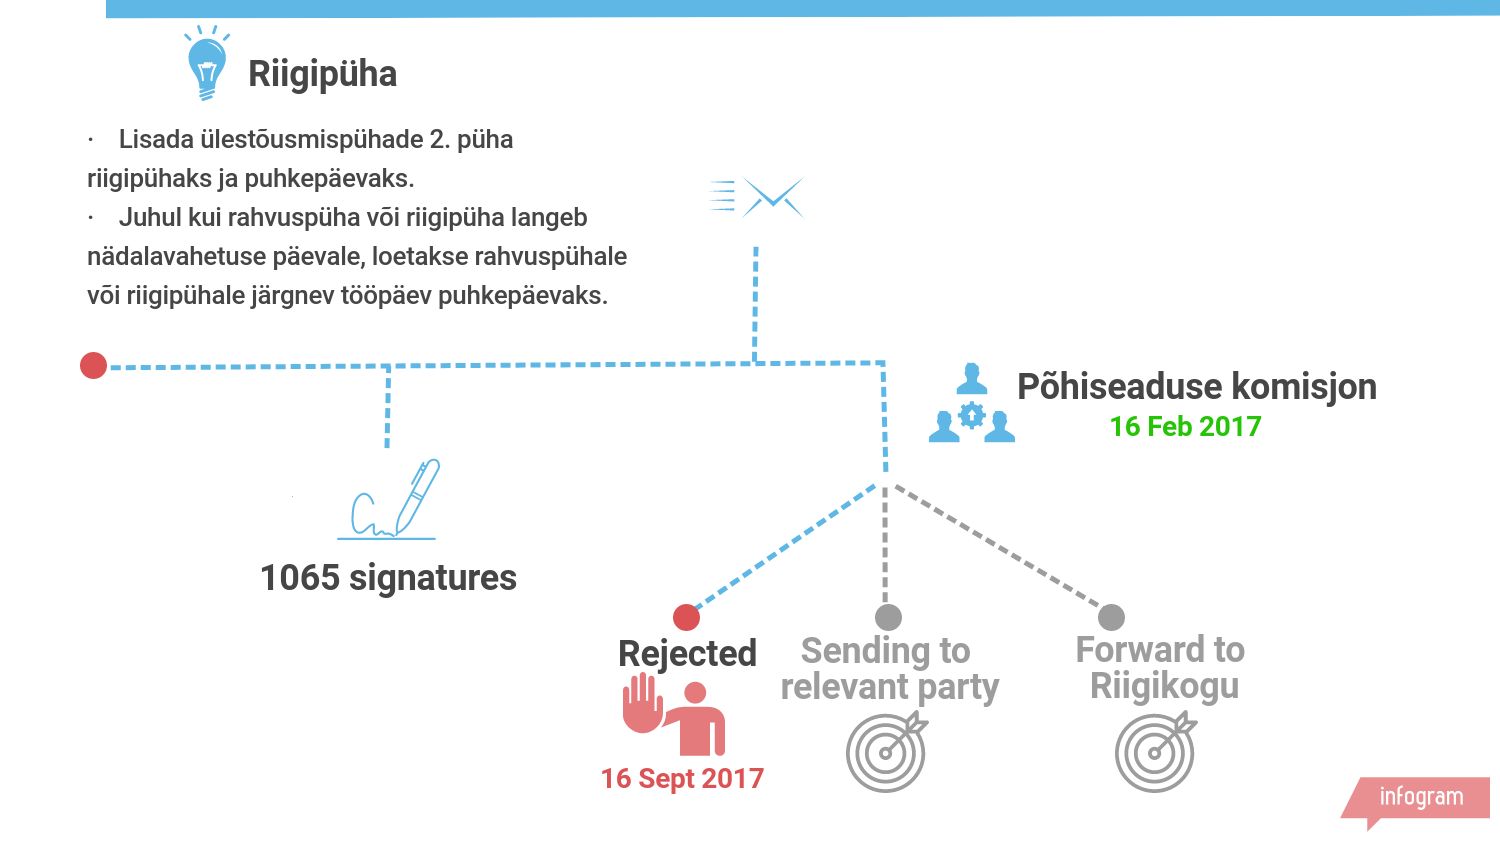 Riigipüha
· Lisada ülestõusmispühade 2. püha
riigipühaks ja puhkepäevaks.
· Juhul kui rahvuspüha või riigipüha langeb
nädalavahetuse päevale, loetakse rahvuspühale
või riigipühale järgnev tööpäev puhkepäevaks.
Põhiseaduse komisjon
16 Feb 2017
1065 signatures
Rejected
16 Sept 2017
Sending to
relevant party
Forward to
Riigikogu
infogram